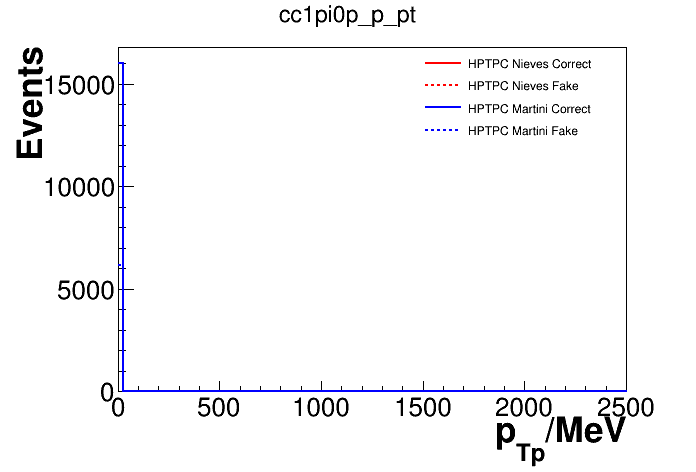 cc1pi0p_p_pt
Events
15000
10000
5000
0
HPTPC Nieves Correct
HPTPC Nieves Fake
HPTPC Martini Correct
HPTPC Martini Fake
0 500 1000 1500 2000 2500
pTp/MeV